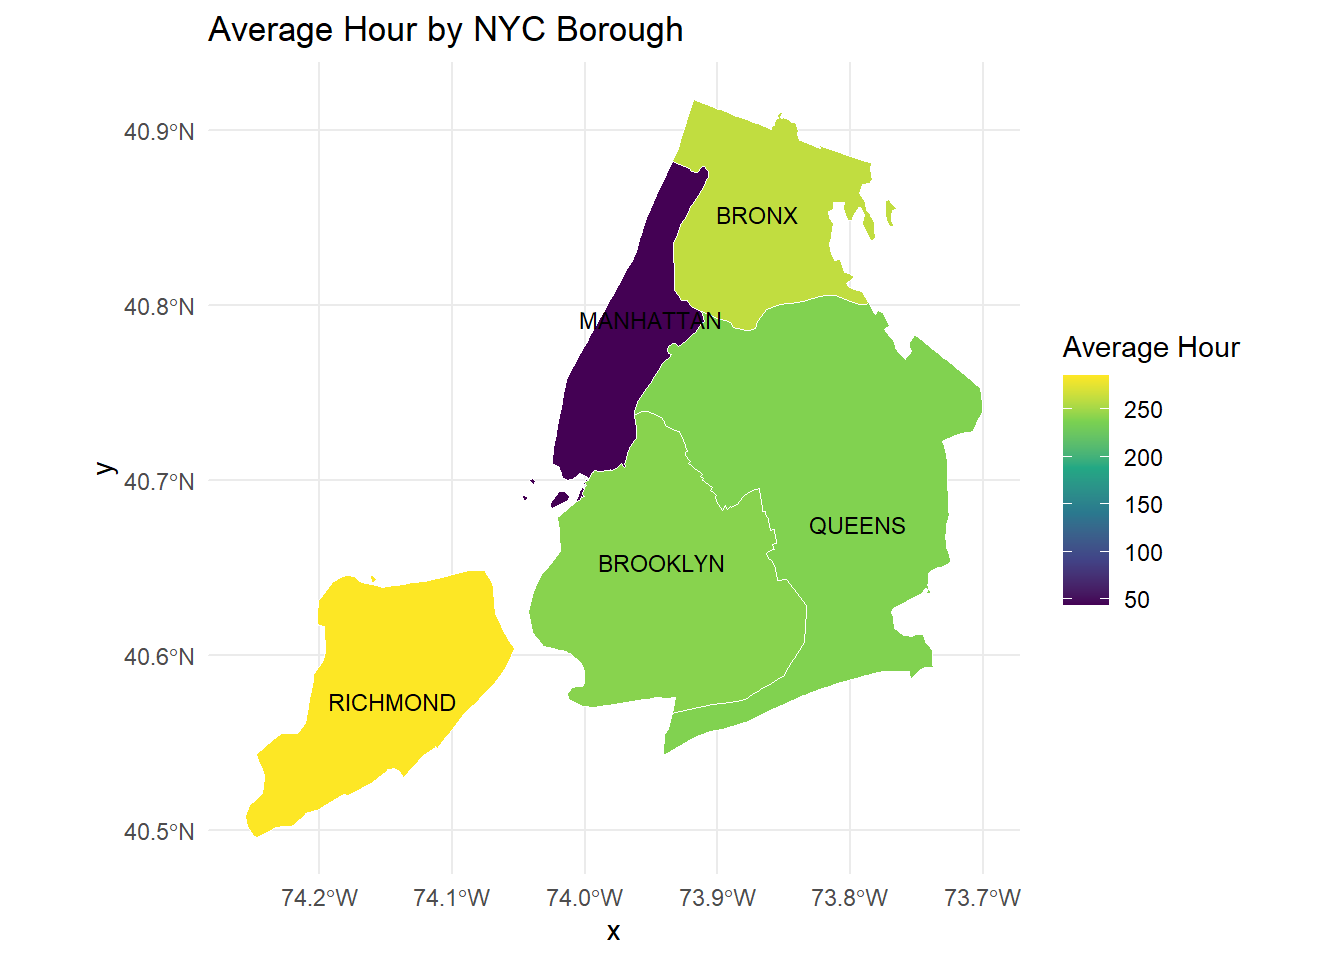 Average Hour by NYC Borough
40.9°N
40.8°N
40.7°N
40.6°N
40.5°N
y
BRONX
MANHATTAN
QUEENS
BROOKLYN
RICHMOND
74.2°W 74.1°W 74.0°W 73.9°W 73.8°W 73.7°W
x
Average Hour
250
200
150
100
50